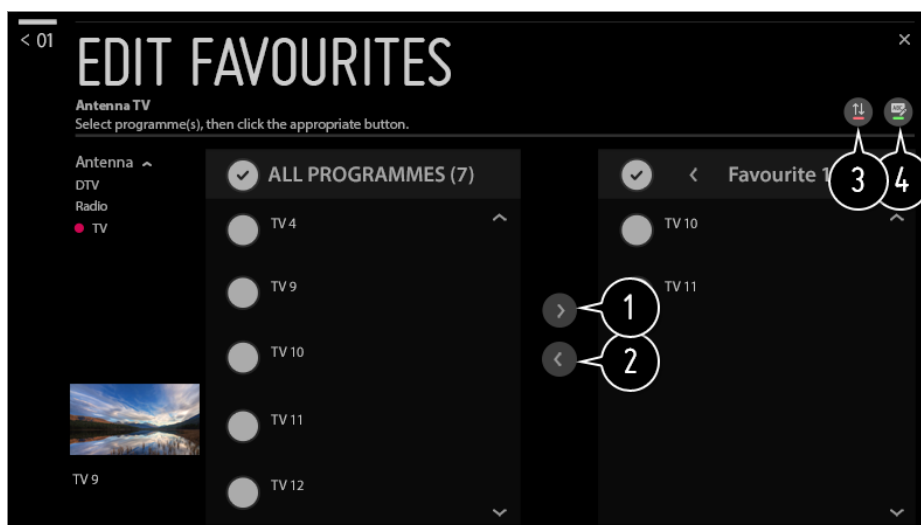 < 01
EDIT FAVOURITES
Antenna TV
Select programme(s), then click the appropriate button.
Antenna
DTV
Radio
TV
TV 9
ALL PROGRAMMES (7)
TV 4
TV 9
TV 10
TV 11
TV 12
Favourite 1
TV 10
TV 11
1
2
3
4